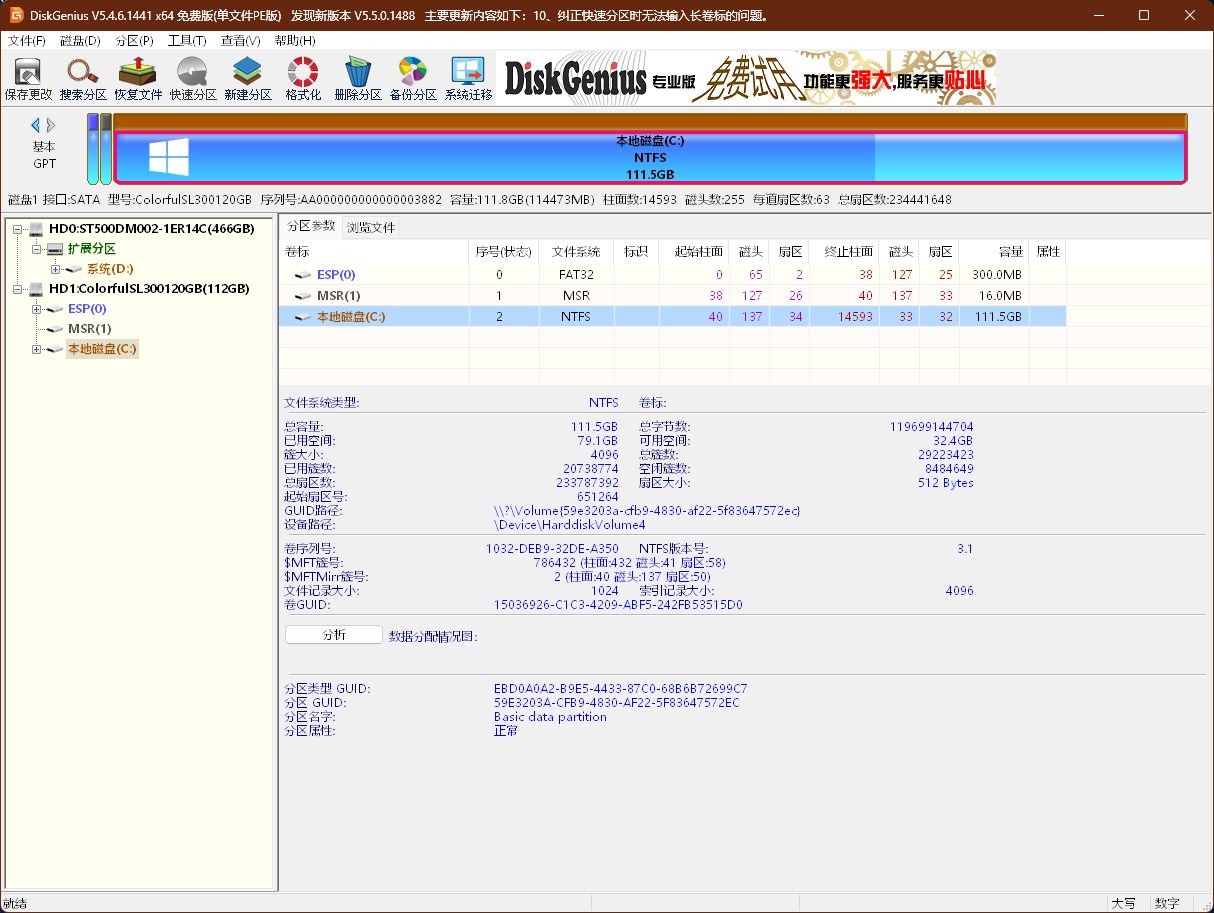 DiskGenius V5.4.6.1441 x64 免费版(单文件PE版)   发现新版本 V5.5.0.1488   主要更新内容如下：10、纠正快速分区时无法输入长卷标的问题。
文件(F) 磁盘(D) 分区(P) 工具(T) 查看(V) 帮助(H)
保存更改 搜索分区 恢复文件 快速分区 新建分区 格式化 删除分区 备份分区 系统迁移
DiskGenius 专业版 免费试用 功能更强大,服务更贴心
基本
GPT
本地磁盘(C:)
NTFS
111.5GB
磁盘1 接口:SATA 型号:ColorfulSL300120GB 序列号:AA000000000000003882 容量:111.8GB(114473MB) 柱面数:14593 磁头数:255 每道扇区数:63 总扇区数:234441648
HD0:ST500DM002-1ER14C(466GB)
扩展分区
系统(D:)
HD1:ColorfulSL300120GB(112GB)
ESP(0)
MSR(1)
本地磁盘(C:)
分区参数 浏览文件
卷标 序号(状态) 文件系统 标识 起始柱面 磁头 扇区 终止柱面 磁头 扇区 容量 属性
ESP(0) 0 FAT32 0 65 2 38 127 25 300.0MB
MSR(1) 1 MSR 38 127 26 40 137 33 16.0MB
本地磁盘(C:) 2 NTFS 40 137 34 14593 33 32 111.5GB
文件系统类型: NTFS 卷标:
总容量: 111.5GB 总字节数: 119699144704
已用空间: 79.1GB 可用空间: 32.4GB
簇大小: 4096 总簇数: 29223423
已用簇数: 20738774 空闲簇数: 8484649
总扇区数: 233787392 扇区大小: 512 Bytes
起始扇区号: 651264
GUID路径: \\?\Volume{59e3203a-cfb9-4830-af22-5f83647572ec}
设备路径: \Device\HarddiskVolume4
卷序列号: 1032-DEB9-32DE-A350 NTFS版本号: 3.1
$MFT簇号: 786432 (柱面:432 磁头:41 扇区:58)
$MFTMirr簇号: 2 (柱面:40 磁头:137 扇区:50)
文件记录大小: 1024 索引记录大小: 4096
卷GUID: 15036926-C1C3-4209-ABF5-242FB53515D0
分析 数据分配情况图:
分区类型 GUID: EBD0A0A2-B9E5-4433-87C0-68B6B72699C7
分区 GUID: 59E3203A-CFB9-4830-AF22-5F83647572EC
分区名字: Basic data partition
分区属性: 正常
就绪 大写 数字